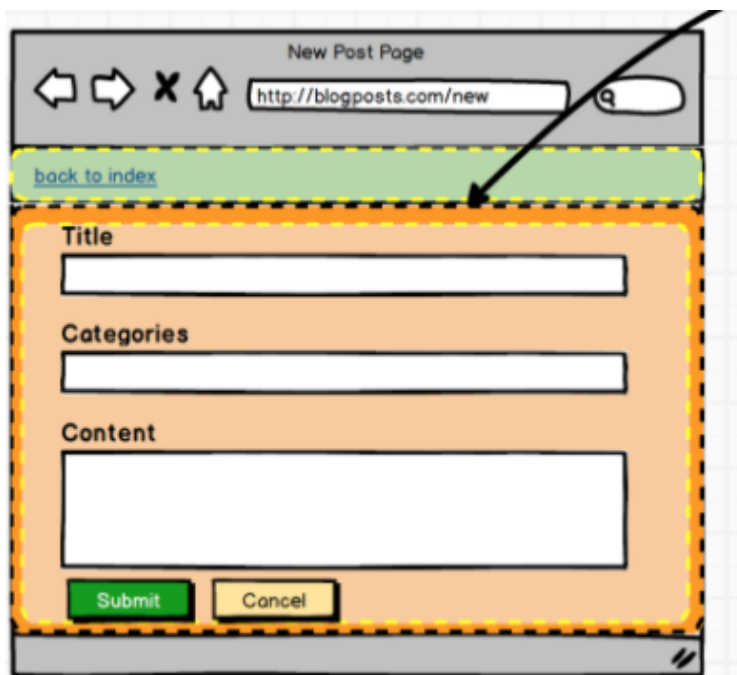 New Post Page
http://blogposts.com/new
back to index
Title
Categories
Content
Submit
Cancel